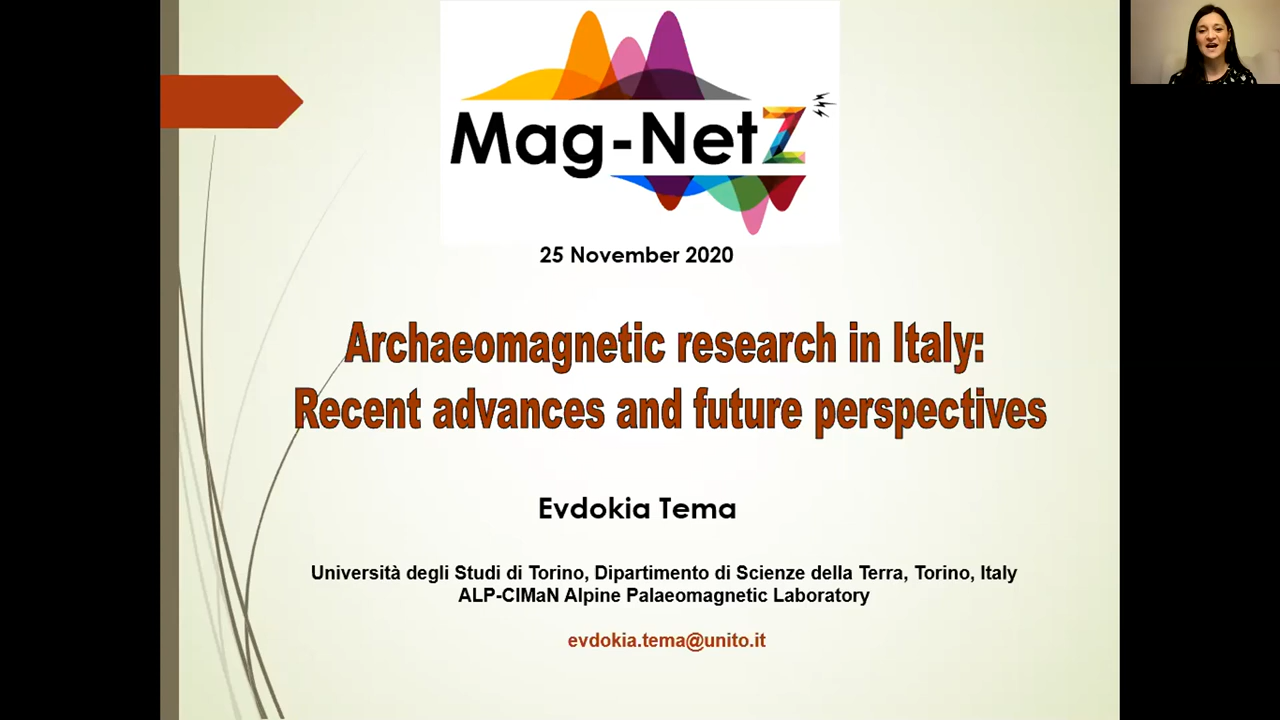 Mag-NetZ
25 November 2020
Archaeomagnetic research in Italy:
Recent advances and future perspectives
Evdokia Tema
Università degli Studi di Torino, Dipartimento di Scienze della Terra, Torino, Italy
ALP-CIMaN Alpine Palaeomagnetic Laboratory
evdokia.tema@unito.it